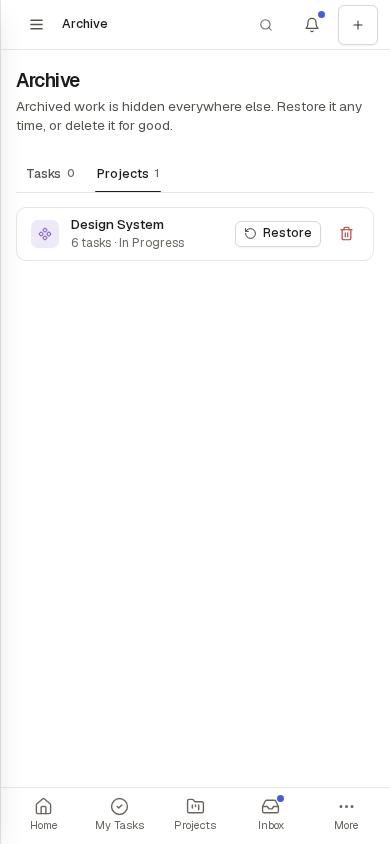 Archive
Archive
Archived work is hidden everywhere else. Restore it any
time, or delete it for good.
Tasks 0 Projects 1
Design System
6 tasks · In Progress
Restore
Home My Tasks Projects Inbox More